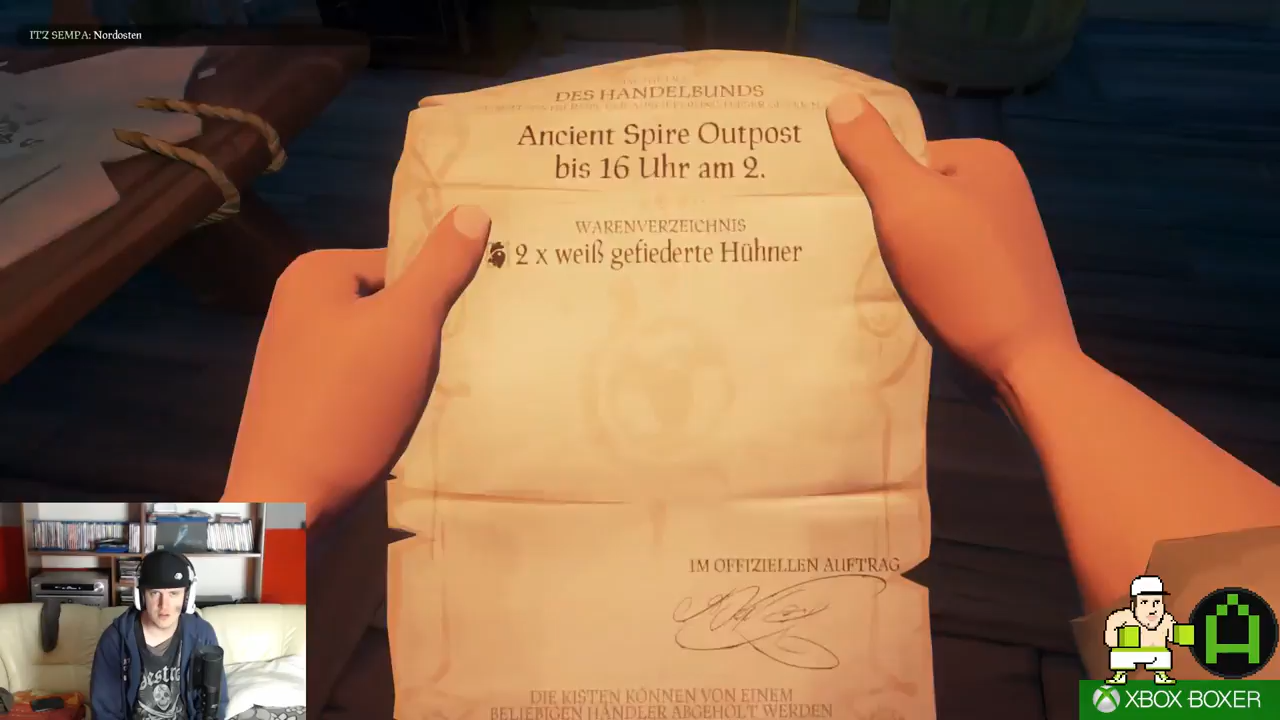 IT'Z SEMPA: Nordosten
DES HANDELBUNDS
Ancient Spire Outpost
bis 16 Uhr am 2.
WARENVERZEICHNIS
2 x weiß gefiederte Hühner
IM OFFIZIELLEN AUFTRAG
DIE KISTEN KÖNNEN VON EINEM
BELIEBIGEN HÄNDLER ABGEHOLT WERDEN
XBOX BOXER